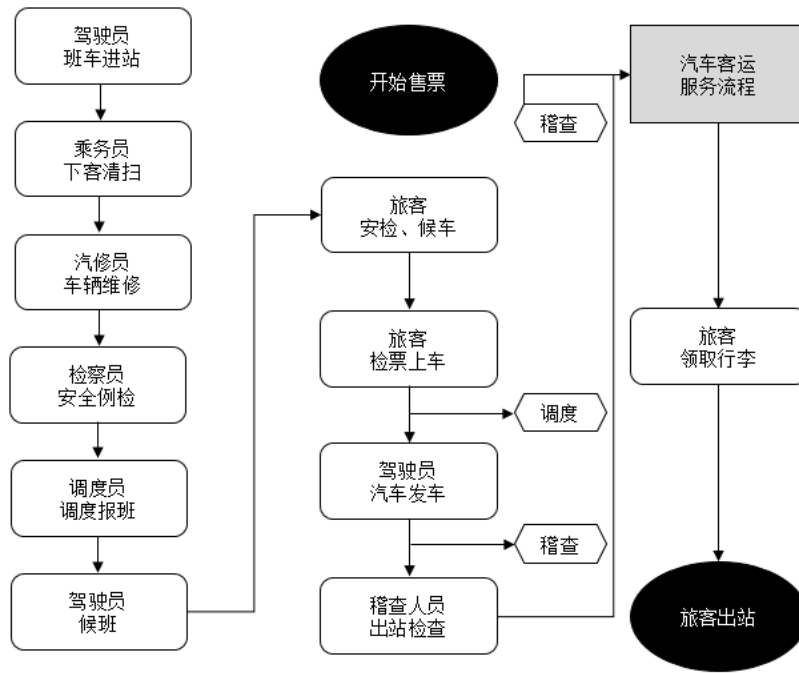 驾驶员
班车进站
乘务员
下客清扫
汽修员
车辆维修
检察员
安全例检
调度员
调度报班
驾驶员
候班
开始售票
旅客
安检、候车
旅客
检票上车
调度
驾驶员
汽车发车
稽查
稽查人员
出站检查
稽查
汽车客运
服务流程
旅客
领取行李
旅客出站